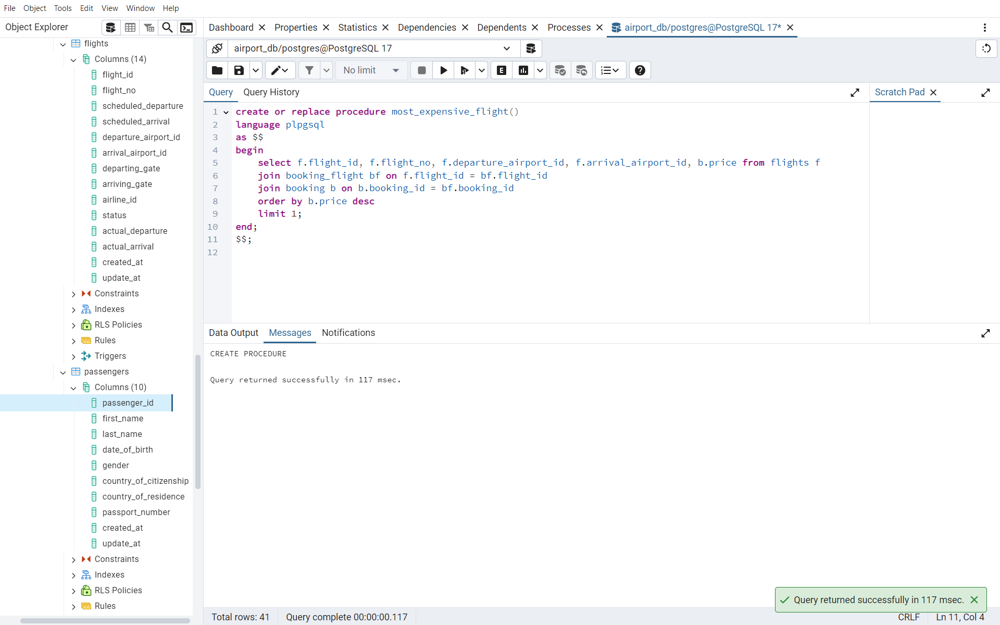 File Object Tools Edit View Window Help
Object Explorer
flights
Columns (14)
flight_id
flight_no
scheduled_departure
scheduled_arrival
departure_airport_id
arrival_airport_id
departing_gate
arriving_gate
airline_id
status
actual_departure
actual_arrival
created_at
update_at
Constraints
Indexes
RLS Policies
Rules
Triggers
passengers
Columns (10)
passenger_id
first_name
last_name
date_of_birth
gender
country_of_citizenship
country_of_residence
passport_number
created_at
update_at
Constraints
Indexes
RLS Policies
Rules
Dashboard Properties Statistics Dependencies Dependents Processes airport_db/postgres@PostgreSQL 17*
airport_db/postgres@PostgreSQL 17
No limit
E
Query Query History
Scratch Pad
1 create or replace procedure most_expensive_flight()
2 language plpgsql
3 as $$
4 begin
5 select f.flight_id, f.flight_no, f.departure_airport_id, f.arrival_airport_id, b.price from flights f
6 join booking_flight bf on f.flight_id = bf.flight_id
7 join booking b on b.booking_id = bf.booking_id
8 order by b.price desc
9 limit 1;
10 end;
11 $$;
12
Data Output Messages Notifications
CREATE PROCEDURE
Query returned successfully in 117 msec.
Query returned successfully in 117 msec.
Total rows: 41 Query complete 00:00:00.117 CRLF Ln 11, Col 4